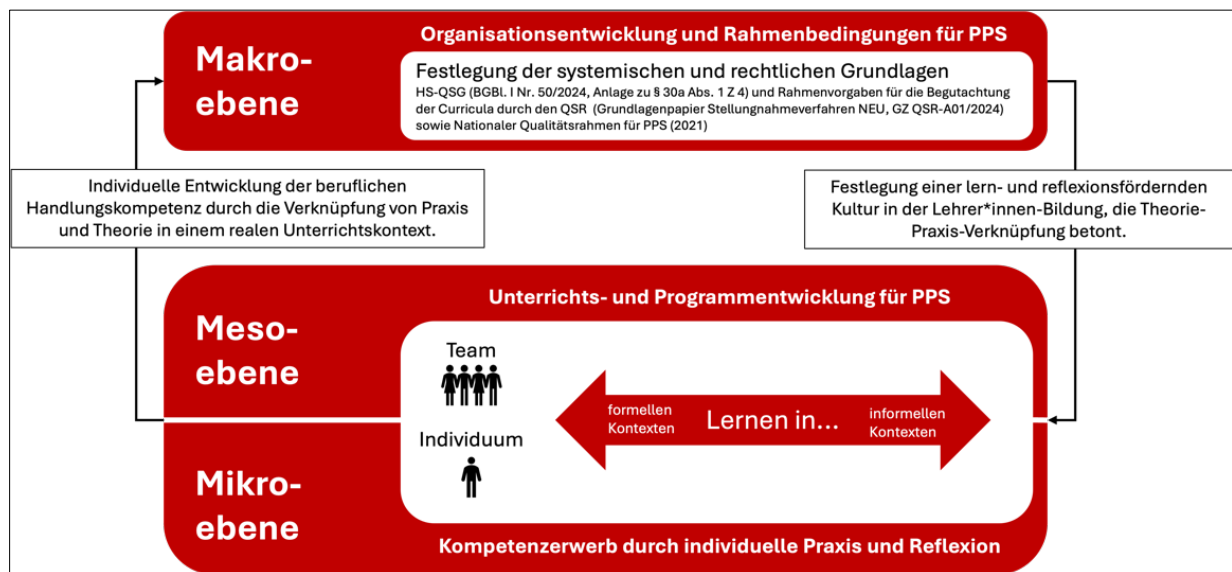 Makro-
ebene
Organisationsentwicklung und Rahmenbedingungen für PPS
Festlegung der systemischen und rechtlichen Grundlagen
HS-QSG (BGBl. I Nr. 50/2024, Anlage zu § 30a Abs. 1 Z 4) und Rahmenvorgaben für die Begutachtung
der Curricula durch den QSR (Grundlagenpapier Stellungnahmeverfahren NEU, GZ QSR-A01/2024)
sowie Nationaler Qualitätsrahmen für PPS (2021)
Individuelle Entwicklung der beruflichen
Handlungskompetenz durch die Verknüpfung von Praxis
und Theorie in einem realen Unterrichtskontext.
Festlegung einer lern- und reflexionsfördernden
Kultur in der Lehrer*innen-Bildung, die Theorie-
Praxis-Verknüpfung betont.
Meso-
ebene
Unterrichts- und Programmentwicklung für PPS
Team
formellen
Kontexten
Lernen in...
informellen
Kontexten
Individuum
Mikro-
ebene
Kompetenzerwerb durch individuelle Praxis und Reflexion